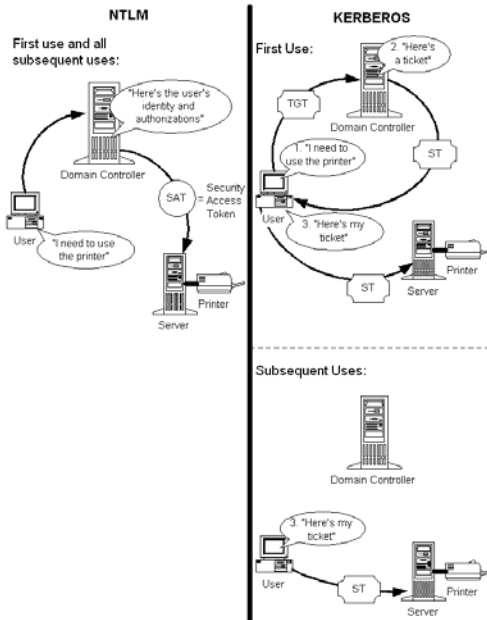 NTLM
First use and all
subsequent uses:
"Here's the user's
identity and
authorizations"
Domain Controller
SAT
= Security
Access
Token
User
"I need to use
the printer"
Printer
Server
KERBEROS
First Use:
2. "Here's
a ticket"
TGT
Domain Controller
1. "I need to
use the printer"
ST
User
3. "Here's my
ticket"
ST
Printer
Server
Subsequent Uses:
Domain Controller
3. "Here's my
ticket"
User
ST
Printer
Server